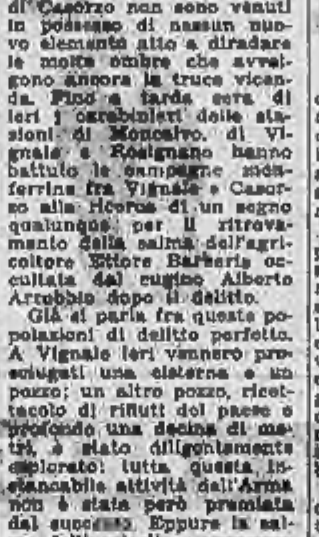 di Casorzo non sono venuti
in possesso di nessun nuo-
vo elemento atto a diradare
le molte ombre che avvol-
gono ancora la truce vicen-
da. Fino a tarda sera di
ieri i carabinieri delle sta-
zioni di Moncalvo, di Vi-
gnale e Rosignano hanno
battuto le campagne mon-
ferrine fra Vignale e Casor-
zo alla ricerca di un segno
qualunque per il ritrova-
mento della salma dell'agri-
coltore Ettore Barberis oc-
cultata dal cugino Alberto
Arrobbio dopo il delitto.
Già si parla fra queste po-
polazioni di delitto perfetto.
A Vignale ieri vennero pro-
sciugati una cisterna e un
pozzo; un altro pozzo, ricet-
tacolo di rifiuti del paese e
profondo una decina di me-
tri, è stato diligentemente
esplorato: tutta questa in-
stancabile attività dell'Arma
non è stata però premiata
dal successo. Eppure la sal-